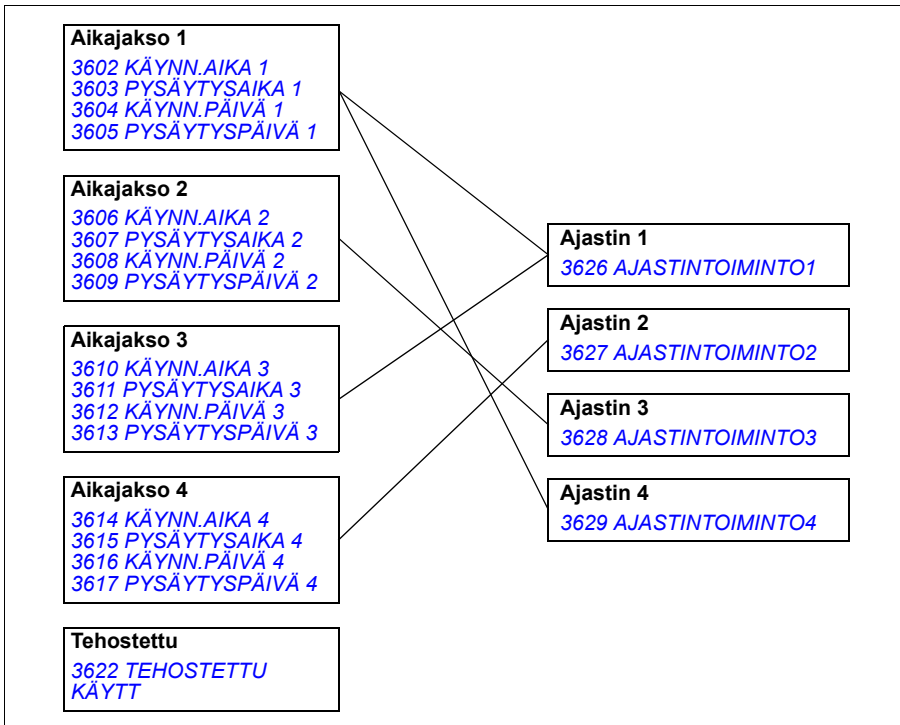 Aikajakso 1
3602 KÄYNN.AIKA 1
3603 PYSÄYTYSAIKA 1
3604 KÄYNN.PÄIVÄ 1
3605 PYSÄYTYSPÄIVÄ 1
Aikajakso 2
3606 KÄYNN.AIKA 2
3607 PYSÄYTYSAIKA 2
3608 KÄYNN.PÄIVÄ 2
3609 PYSÄYTYSPÄIVÄ 2
Aikajakso 3
3610 KÄYNN.AIKA 3
3611 PYSÄYTYSAIKA 3
3612 KÄYNN.PÄIVÄ 3
3613 PYSÄYTYSPÄIVÄ 3
Aikajakso 4
3614 KÄYNN.AIKA 4
3615 PYSÄYTYSAIKA 4
3616 KÄYNN.PÄIVÄ 4
3617 PYSÄYTYSPÄIVÄ 4
Tehostettu
3622 TEHOSTETTU
KÄYTT
Ajastin 1
3626 AJASTINTOIMINTO1
Ajastin 2
3627 AJASTINTOIMINTO2
Ajastin 3
3628 AJASTINTOIMINTO3
Ajastin 4
3629 AJASTINTOIMINTO4